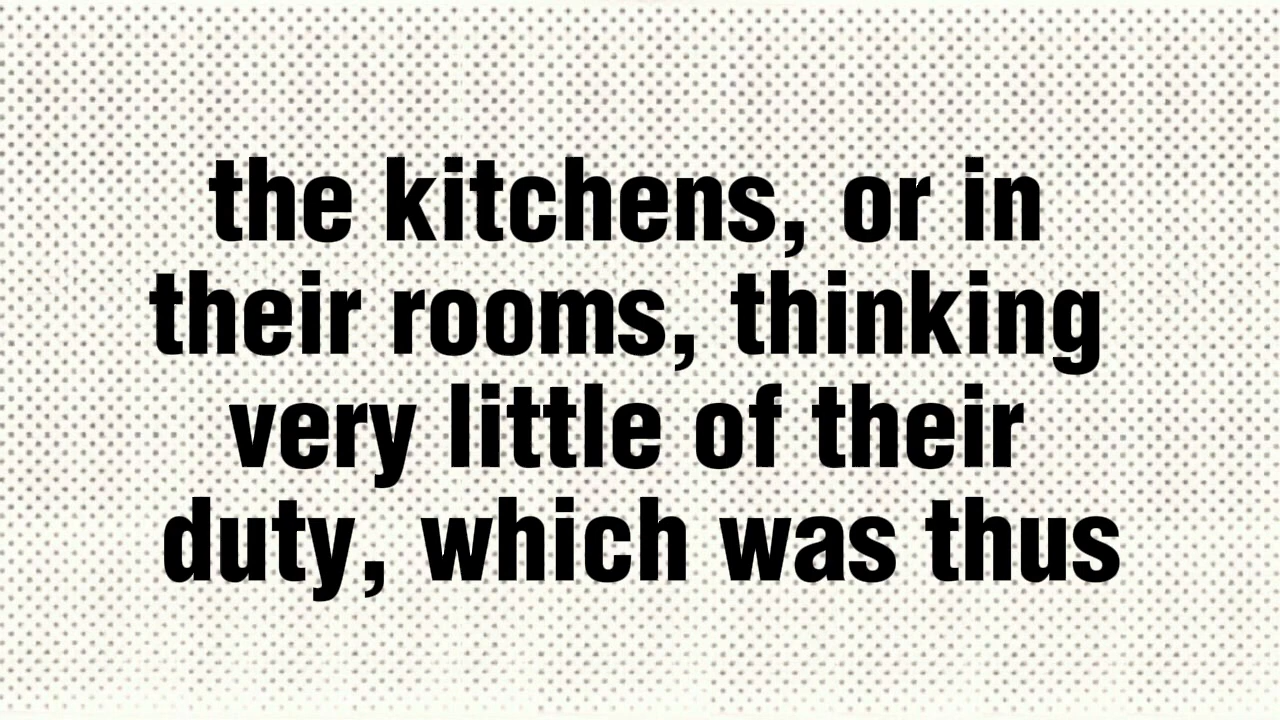 the kitchens, or in
their rooms, thinking
very little of their
duty, which was thus